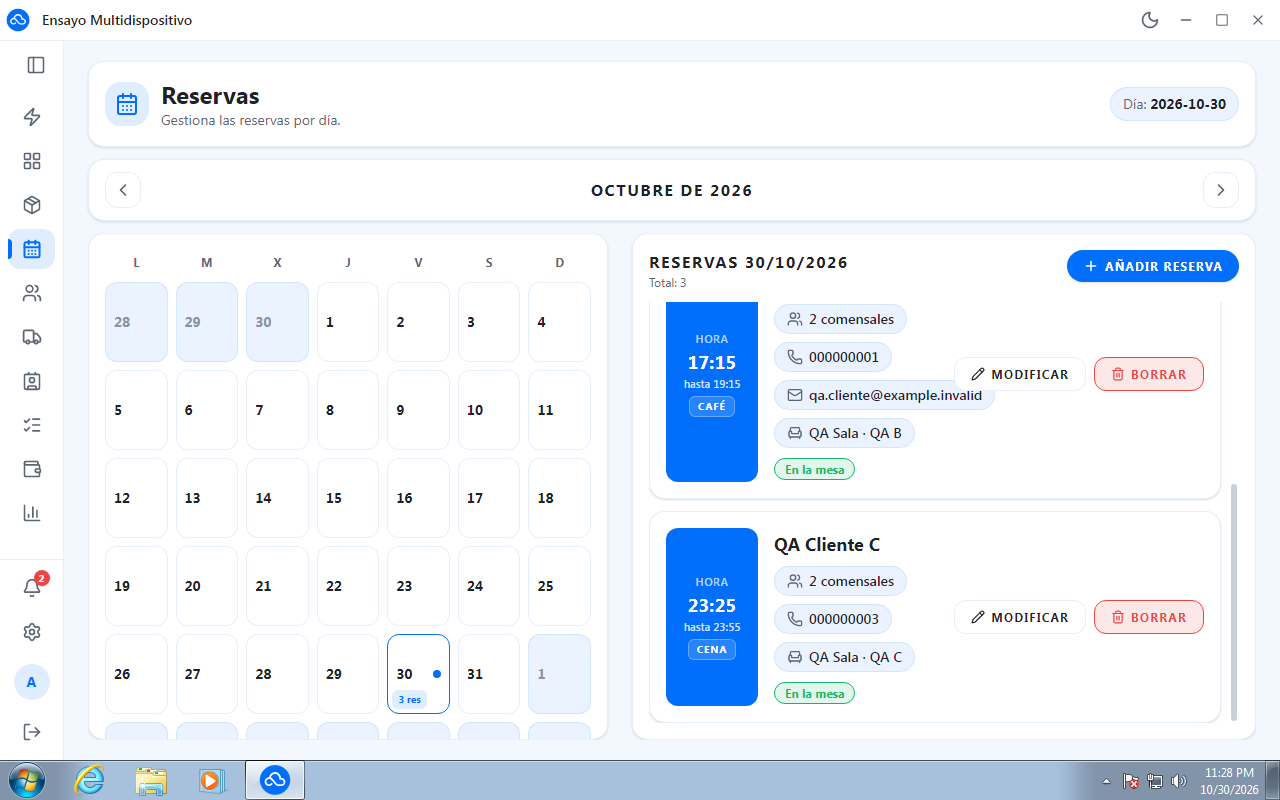 Ensayo Multidispositivo
Reservas
Gestiona las reservas por día.
Día: 2026-10-30
OCTUBRE DE 2026
L M X J V S D
28 29 30 1 2 3 4
5 6 7 8 9 10 11
12 13 14 15 16 17 18
19 20 21 22 23 24 25
26 27 28 29 30 31 1
3 res
RESERVAS 30/10/2026
Total: 3
AÑADIR RESERVA
HORA
17:15
hasta 19:15
CAFÉ
2 comensales
000000001
qa.cliente@example.invalid
QA Sala · QA B
En la mesa
MODIFICAR
BORRAR
HORA
23:25
hasta 23:55
CENA
QA Cliente C
2 comensales
000000003
QA Sala · QA C
En la mesa
MODIFICAR
BORRAR
2
A
11:28 PM
10/30/2026